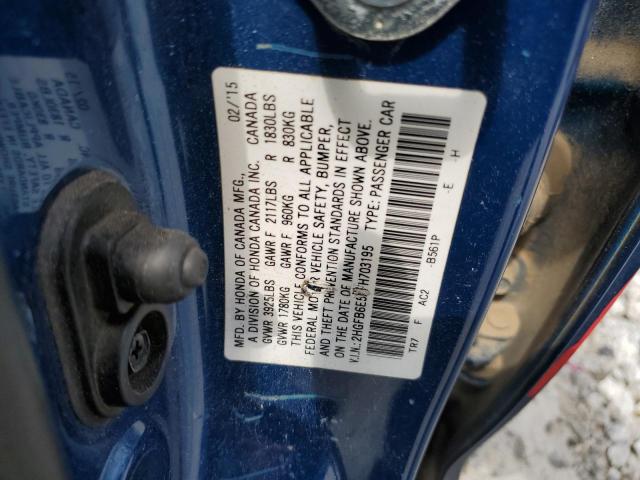 MFD. BY HONDA OF CANADA MFG., 02/'15
A DIVISION OF HONDA CANADA INC. CANADA
GVWR 3925LBS GAWR F 2117LBS R 1830LBS
GVWR 1780KG GAWR F 960KG R 830KG
THIS VEHICLE CONFORMS TO ALL APPLICABLE
FEDERAL MOTOR VEHICLE SAFETY, BUMPER,
AND THEFT PREVENTION STANDARDS IN EFFECT
ON THE DATE OF MANUFACTURE SHOWN ABOVE.
V.I.N.: TYPE: PASSENGER CAR
TR7 F AC2 -B561P -E -H